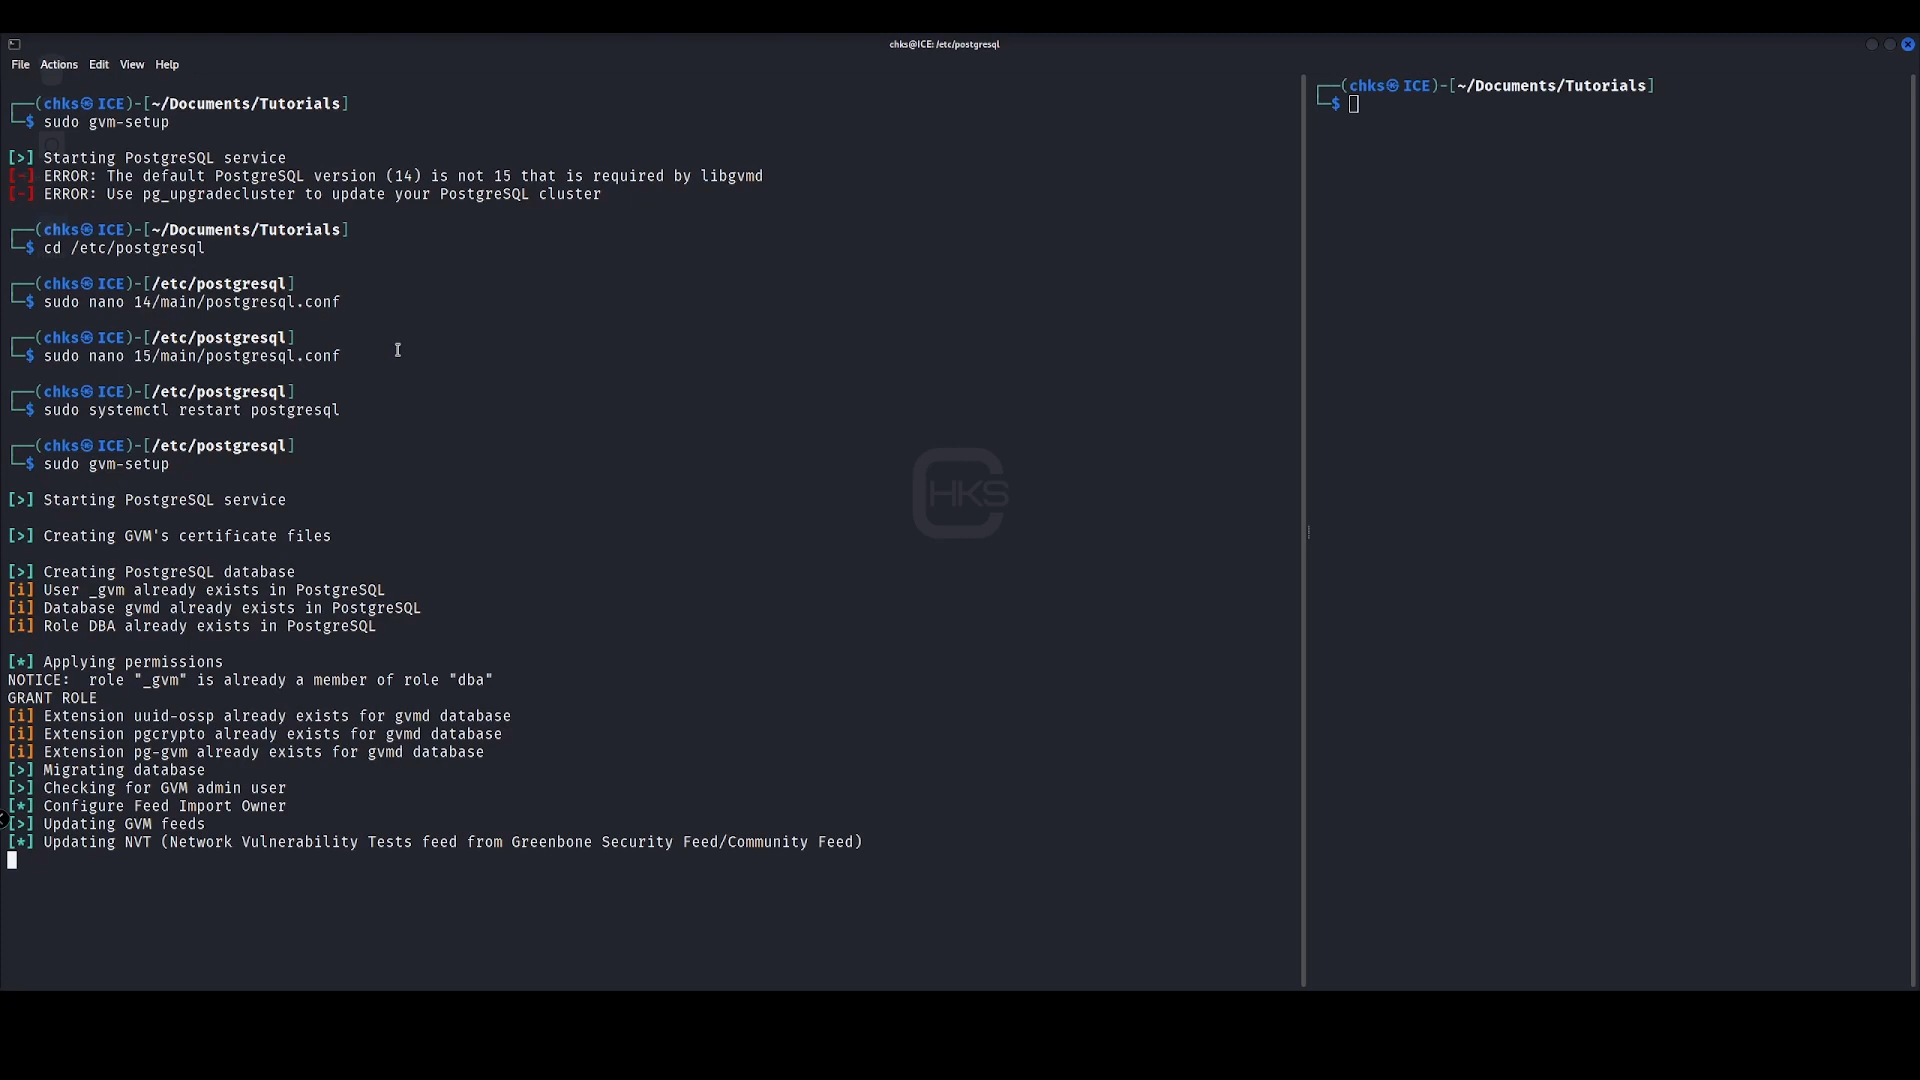 chks@ICE: /etc/postgresql
File Actions Edit View Help
┌──(chks㉿ICE)-[~/Documents/Tutorials]
└─$ sudo gvm-setup
[>] Starting PostgreSQL service
[-] ERROR: The default PostgreSQL version (14) is not 15 that is required by libgvmd
[-] ERROR: Use pg_upgradecluster to update your PostgreSQL cluster
┌──(chks㉿ICE)-[~/Documents/Tutorials]
└─$ cd /etc/postgresql
┌──(chks㉿ICE)-[/etc/postgresql]
└─$ sudo nano 14/main/postgresql.conf
┌──(chks㉿ICE)-[/etc/postgresql]
└─$ sudo nano 15/main/postgresql.conf
┌──(chks㉿ICE)-[/etc/postgresql]
└─$ sudo systemctl restart postgresql
┌──(chks㉿ICE)-[/etc/postgresql]
└─$ sudo gvm-setup
[>] Starting PostgreSQL service
[>] Creating GVM's certificate files
[>] Creating PostgreSQL database
[i] User _gvm already exists in PostgreSQL
[i] Database gvmd already exists in PostgreSQL
[i] Role DBA already exists in PostgreSQL
[*] Applying permissions
NOTICE:  role "_gvm" is already a member of role "dba"
GRANT ROLE
[i] Extension uuid-ossp already exists for gvmd database
[i] Extension pgcrypto already exists for gvmd database
[i] Extension pg-gvm already exists for gvmd database
[>] Migrating database
[>] Checking for GVM admin user
[*] Configure Feed Import Owner
[>] Updating GVM feeds
[*] Updating NVT (Network Vulnerability Tests feed from Greenbone Security Feed/Community Feed)
┌──(chks㉿ICE)-[~/Documents/Tutorials]
└─$
CHKS